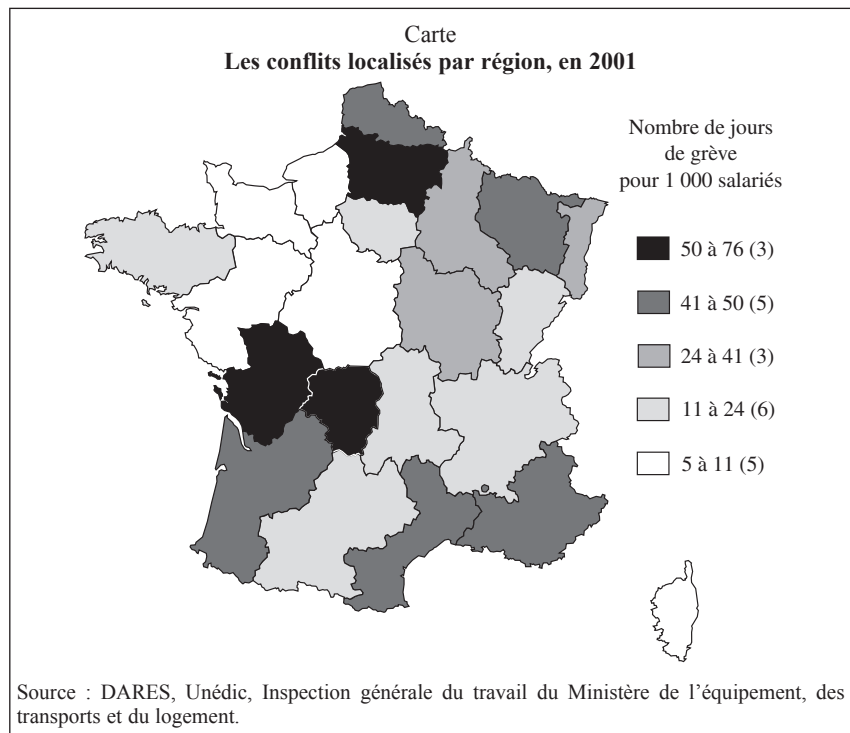 Carte
Les conflits localisés par région, en 2001
Nombre de jours
de grève
pour 1 000 salariés
50 à 76 (3)
41 à 50 (5)
24 à 41 (3)
11 à 24 (6)
5 à 11 (5)
Source : DARES, Unédic, Inspection générale du travail du Ministère de l’équipement, des
transports et du logement.